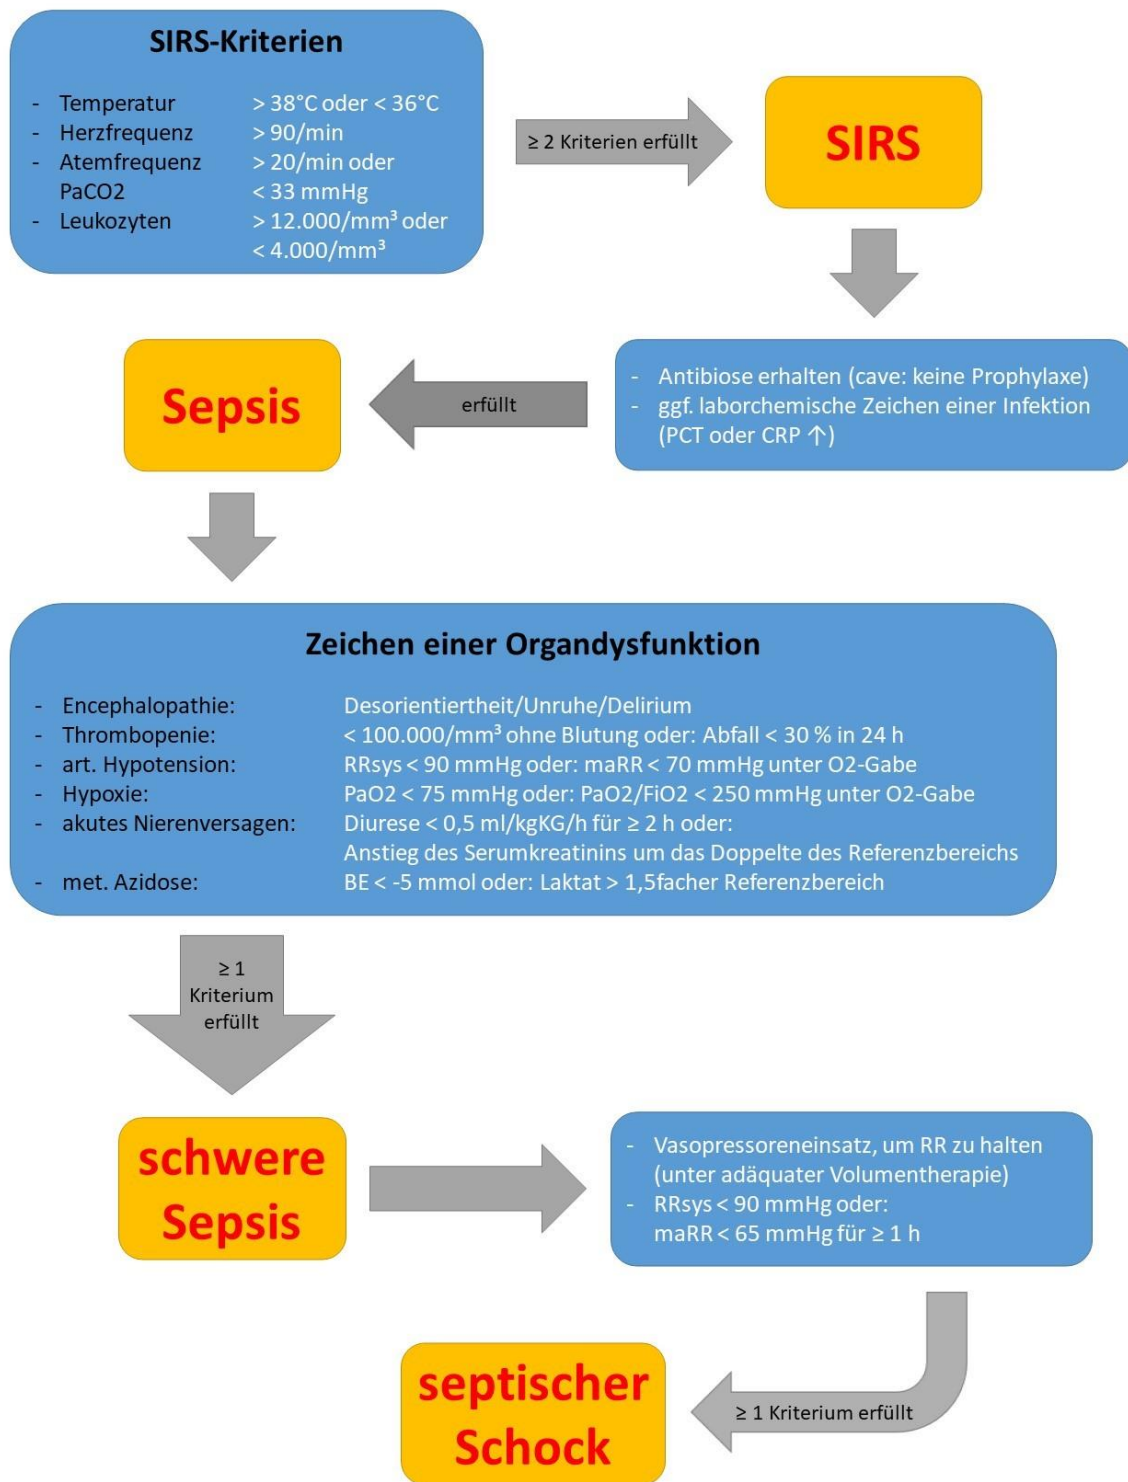 SIRS-Kriterien
- Temperatur > 38°C oder < 36°C
- Herzfrequenz > 90/min
- Atemfrequenz > 20/min oder
PaCO2 < 33 mmHg
- Leukozyten > 12.000/mm³ oder
< 4.000/mm³
≥ 2 Kriterien erfüllt
SIRS
- Antibiose erhalten (cave: keine Prophylaxe)
- ggf. laborchemische Zeichen einer Infektion
(PCT oder CRP ↑)
erfüllt
Sepsis
Zeichen einer Organdysfunktion
- Encephalopathie: Desorientiertheit/Unruhe/Delirium
- Thrombopenie: < 100.000/mm³ ohne Blutung oder: Abfall < 30 % in 24 h
- art. Hypotension: RRsys < 90 mmHg oder: maRR < 70 mmHg unter O2-Gabe
- Hypoxie: PaO2 < 75 mmHg oder: PaO2/FiO2 < 250 mmHg unter O2-Gabe
- akutes Nierenversagen: Diurese < 0,5 ml/kgKG/h für ≥ 2 h oder:
Anstieg des Serumkreatinins um das Doppelte des Referenzbereichs
- met. Azidose: BE < -5 mmol oder: Laktat > 1,5facher Referenzbereich
≥ 1
Kriterium
erfüllt
schwere
Sepsis
- Vasopressoreneinsatz, um RR zu halten
(unter adäquater Volumentherapie)
- RRsys < 90 mmHg oder:
maRR < 65 mmHg für ≥ 1 h
≥ 1 Kriterium erfüllt
septischer
Schock